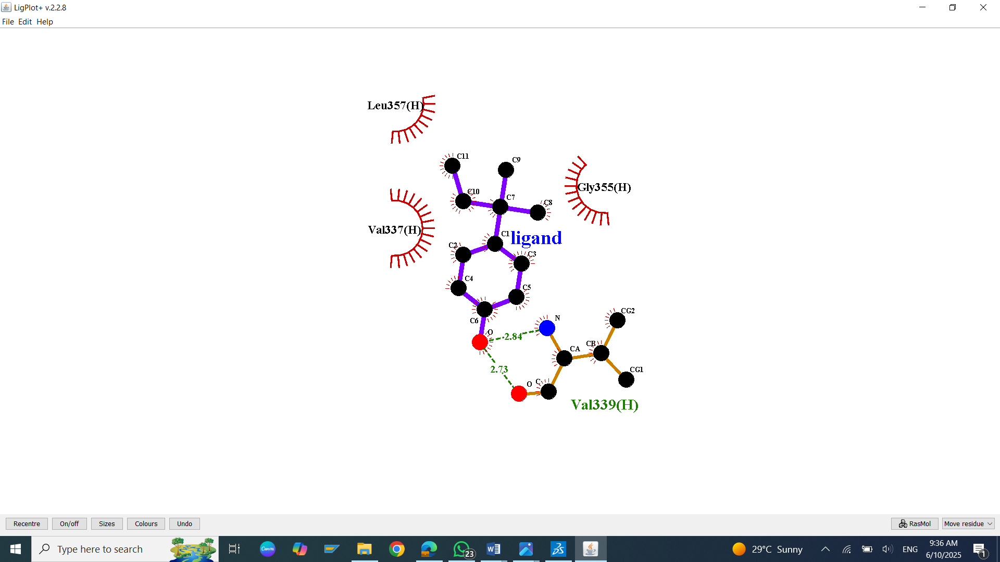 LigPlot+ v.2.2.8
File Edit Help
Leu357(H)
C11
C9
Gly355(H)
C10
C7
C8
Val337(H)
C1
ligand
C2
C3
C4
C5
CG2
N
C6
O
2.84
CB
CA
2.73
CG1
O
C
Val339(H)
Recentre On/off Sizes Colours Undo RasMol Move residue
Type here to search
Canva
23
W
29°C Sunny
ENG
9:36 AM
6/10/2025
1